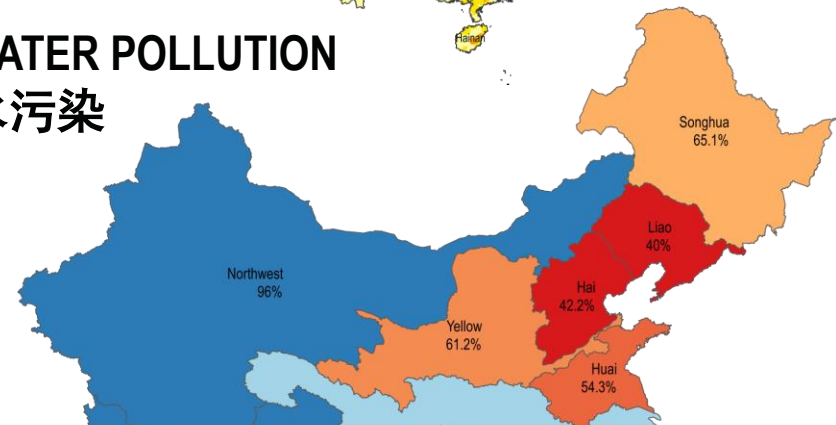 Hainan
ATER POLLUTION
污染
Songhua
65.1%
Liao
40%
Northwest
96%
Hai
42.2%
Yellow
61.2%
Huai
54.3%